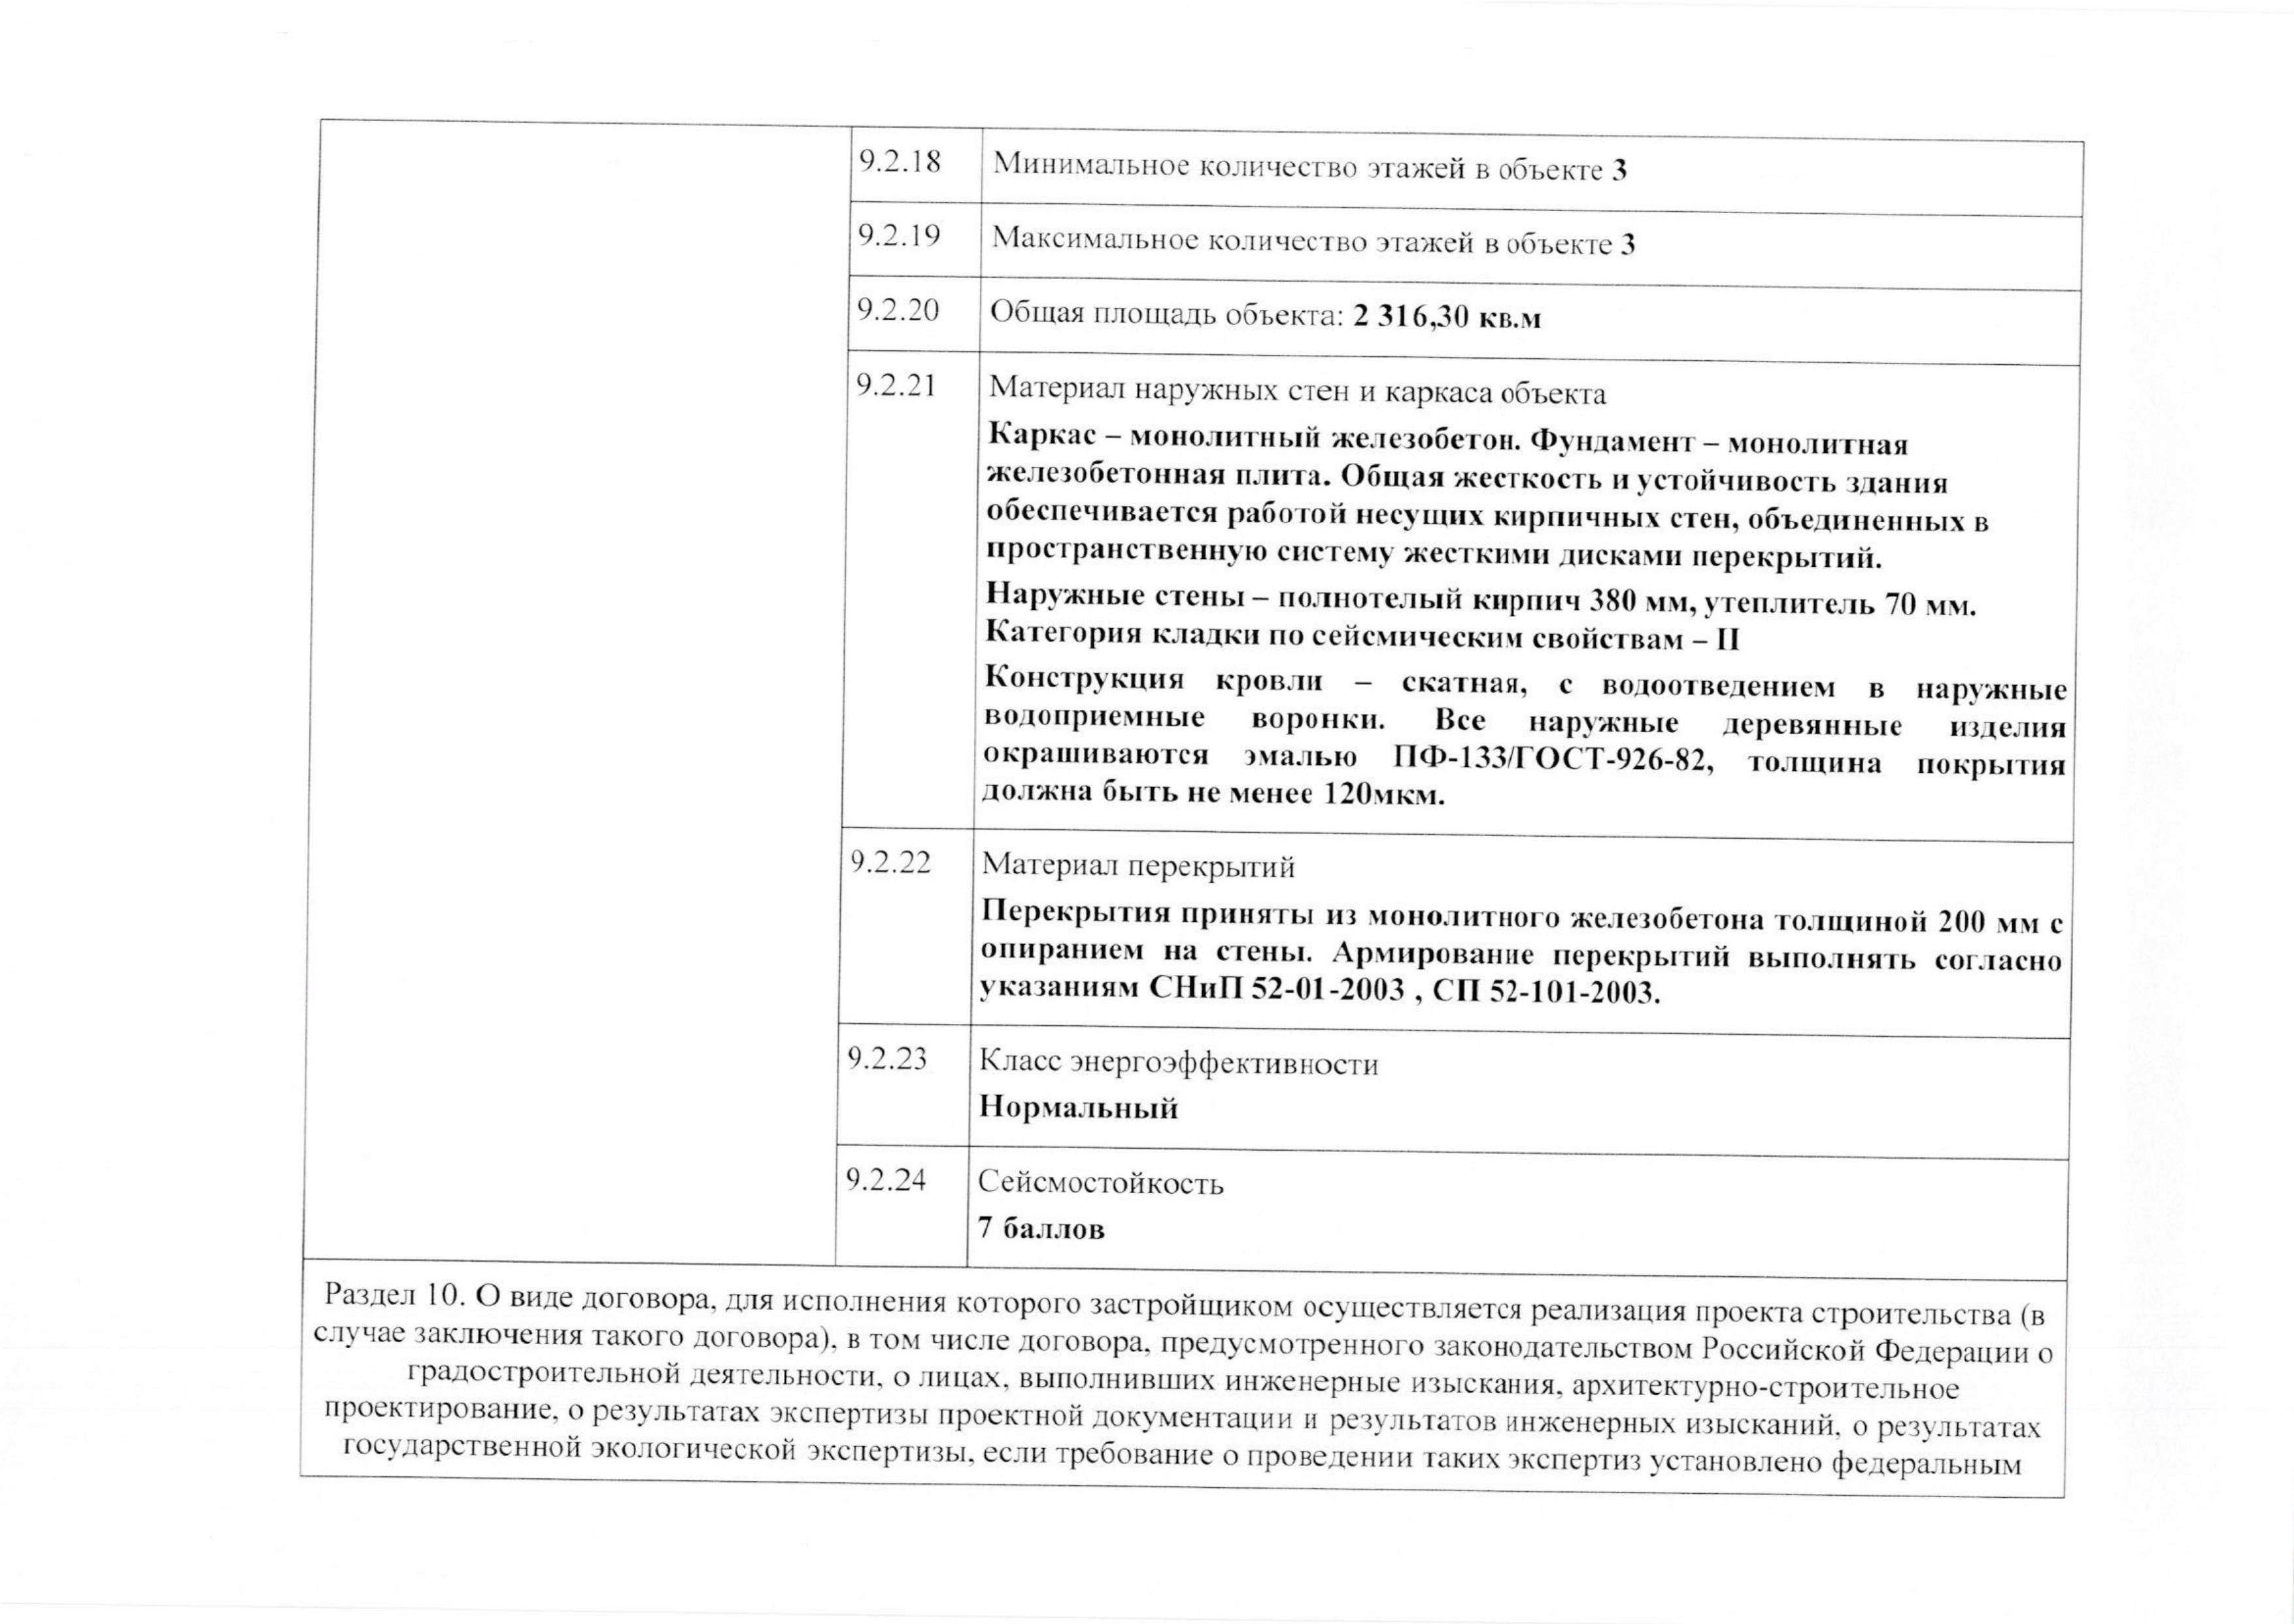 9.2.18 Минимальное количество этажей в объекте 3
9.2.19 Максимальное количество этажей в объекте 3
9.2.20 Общая площадь объекта: 2 316,30 кв.м
9.2.21 Материал наружных стен и каркаса объекта
Каркас – монолитный железобетон. Фундамент – монолитная
железобетонная плита. Общая жесткость и устойчивость здания
обеспечивается работой несущих кирпичных стен, объединенных в
пространственную систему жесткими дисками перекрытий.
Наружные стены – полнотелый кирпич 380 мм, утеплитель 70 мм.
Категория кладки по сейсмическим свойствам – II
Конструкция кровли – скатная, с водоотведением в наружные
водоприемные воронки. Все наружные деревянные изделия
окрашиваются эмалью ПФ-133/ГОСТ-926-82, толщина покрытия
должна быть не менее 120мкм.
9.2.22 Материал перекрытий
Перекрытия приняты из монолитного железобетона толщиной 200 мм с
опиранием на стены. Армирование перекрытий выполнять согласно
указаниям СНиП 52-01-2003 , СП 52-101-2003.
9.2.23 Класс энергоэффективности
Нормальный
9.2.24 Сейсмостойкость
7 баллов
Раздел 10. О виде договора, для исполнения которого застройщиком осуществляется реализация проекта строительства (в
случае заключения такого договора), в том числе договора, предусмотренного законодательством Российской Федерации о
градостроительной деятельности, о лицах, выполнивших инженерные изыскания, архитектурно-строительное
проектирование, о результатах экспертизы проектной документации и результатов инженерных изысканий, о результатах
государственной экологической экспертизы, если требование о проведении таких экспертиз установлено федеральным